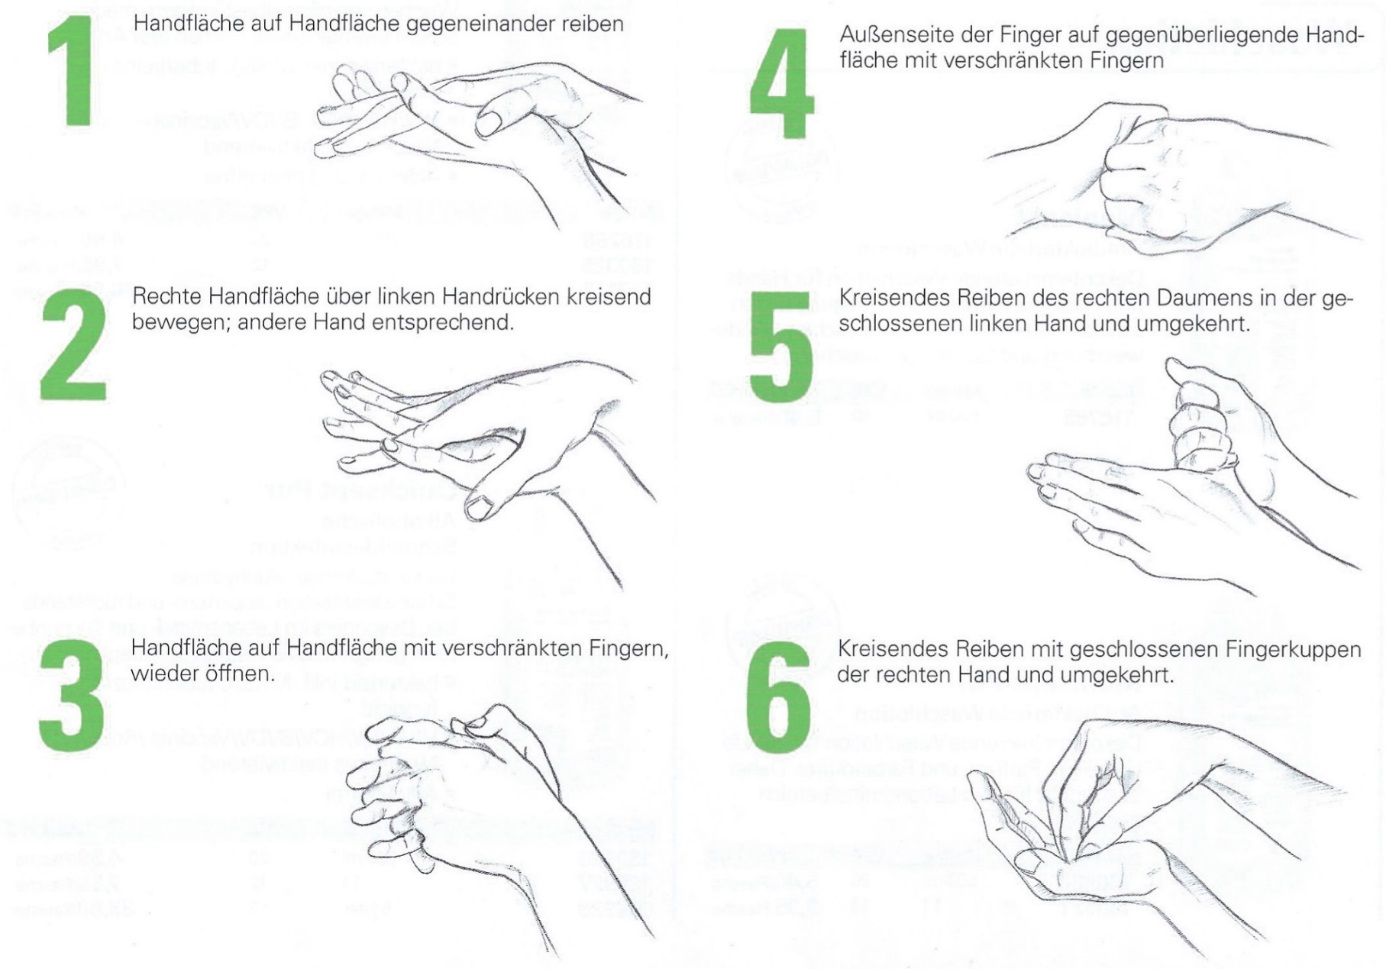 1
Handfläche auf Handfläche gegeneinander reiben
2
Rechte Handfläche über linken Handrücken kreisend
bewegen; andere Hand entsprechend.
3
Handfläche auf Handfläche mit verschränkten Fingern,
wieder öffnen.
4
Außenseite der Finger auf gegenüberliegende Hand-
fläche mit verschränkten Fingern
5
Kreisendes Reiben des rechten Daumens in der ge-
schlossenen linken Hand und umgekehrt.
6
Kreisendes Reiben mit geschlossenen Fingerkuppen
der rechten Hand und umgekehrt.